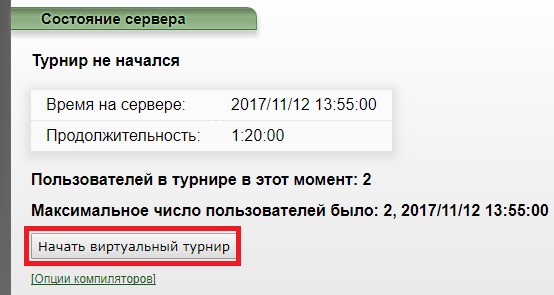 Состояние сервера
Турнир не начался
Время на сервере: 2017/11/12 13:55:00
Продолжительность: 1:20:00
Пользователей в турнире в этот момент: 2
Максимальное число пользователей было: 2, 2017/11/12 13:55:00
Начать виртуальный турнир
[Опции компиляторов]